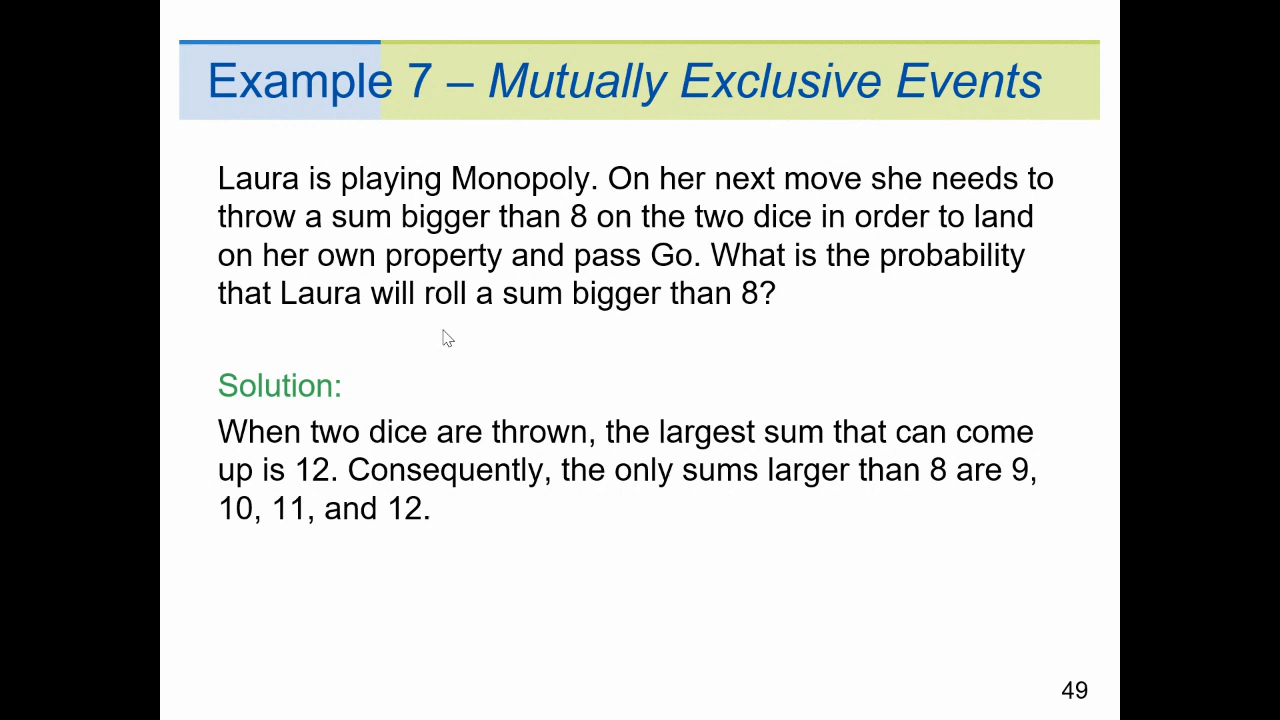 Example 7 – Mutually Exclusive Events
Laura is playing Monopoly. On her next move she needs to
throw a sum bigger than 8 on the two dice in order to land
on her own property and pass Go. What is the probability
that Laura will roll a sum bigger than 8?
Solution:
When two dice are thrown, the largest sum that can come
up is 12. Consequently, the only sums larger than 8 are 9,
10, 11, and 12.
49